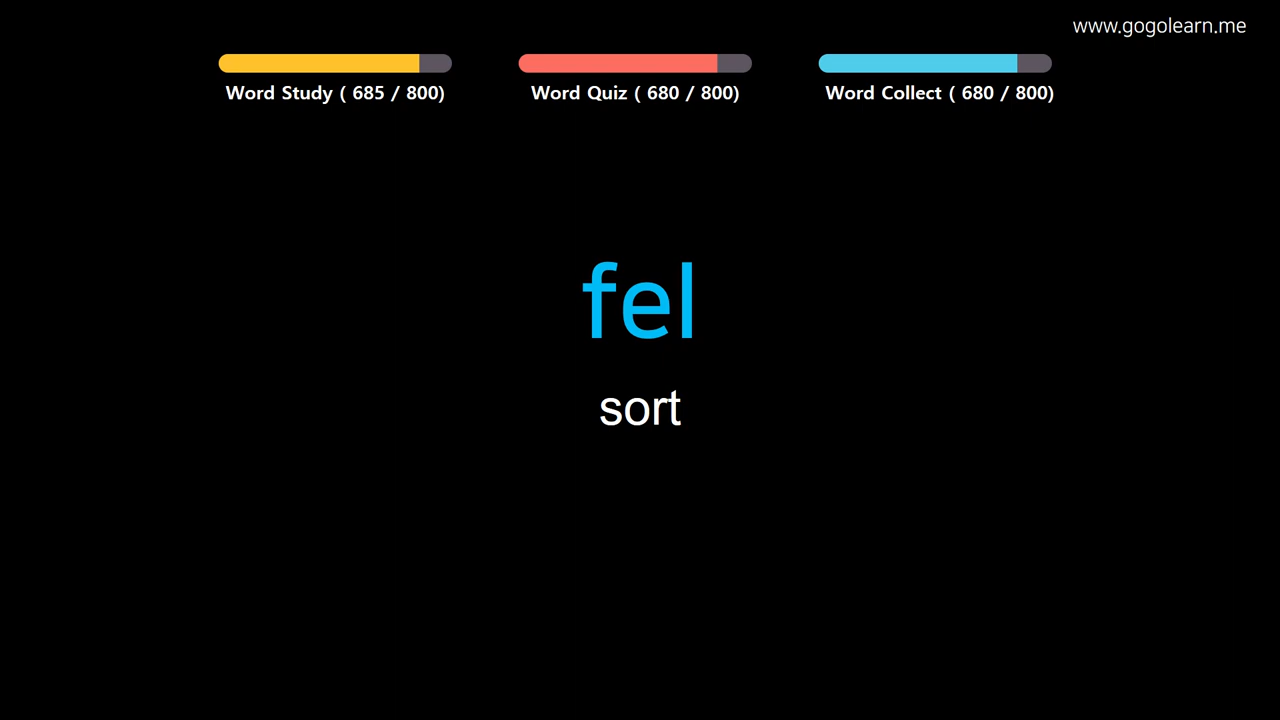 www.gogolearn.me
Word Study ( 685 / 800)
Word Quiz ( 680 / 800)
Word Collect ( 680 / 800)
fel
sort